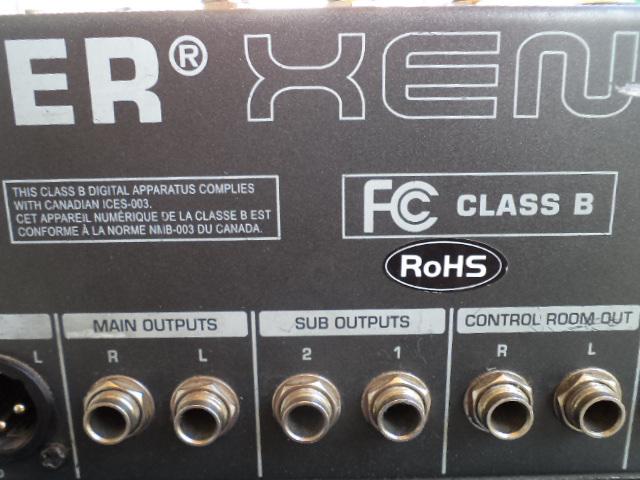 ER® XEN
THIS CLASS B DIGITAL APPARATUS COMPLIES
WITH CANADIAN ICES-003.
CET APPAREIL NUMÉRIQUE DE LA CLASSE B EST
CONFORME À LA NORME NMB-003 DU CANADA.
FC CLASS B
RoHS
MAIN OUTPUTS
SUB OUTPUTS
CONTROL ROOM OUT
L
R L
2 1
R L